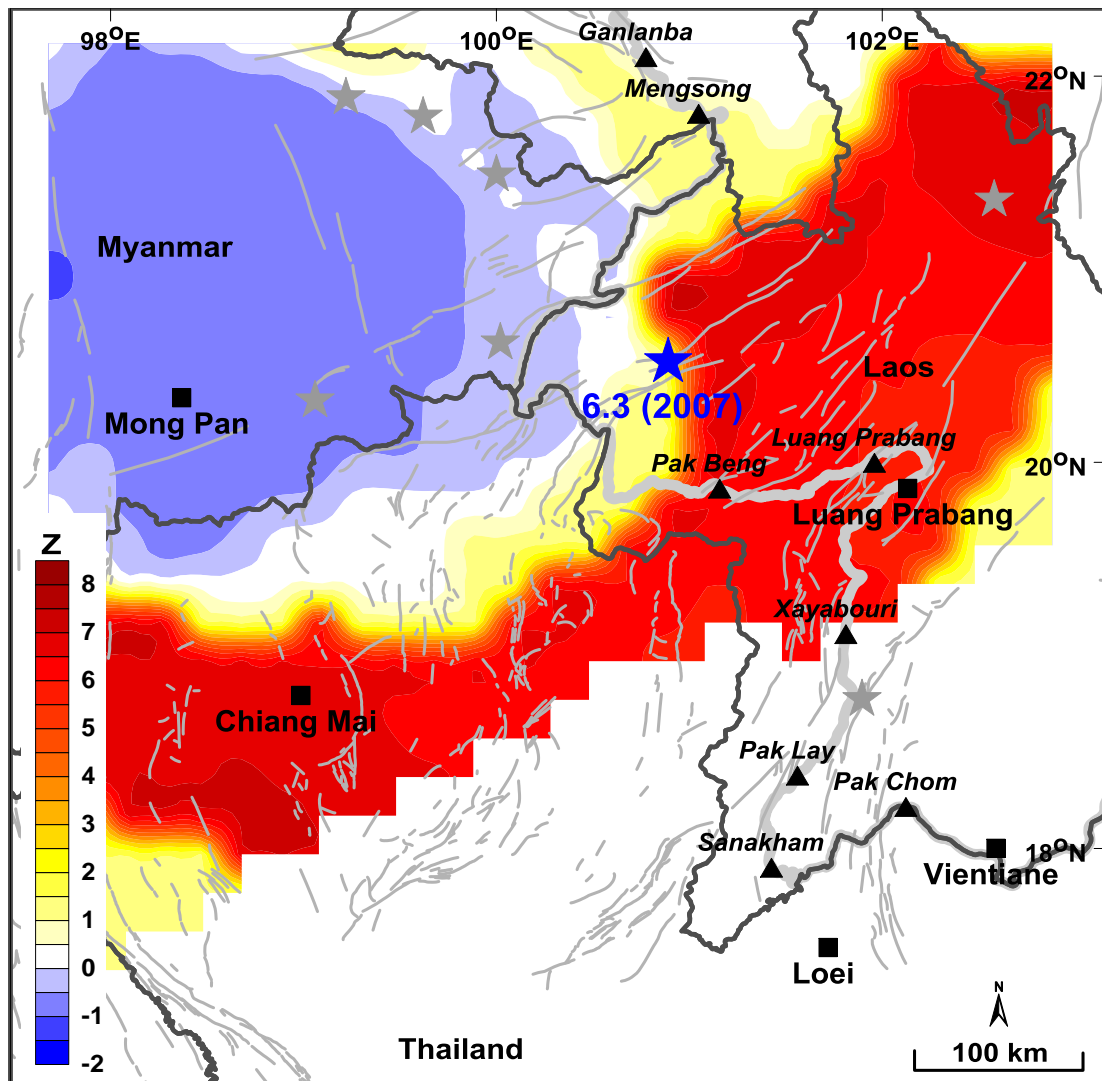 98°E 100°E 102°E
Ganlanba
22°N
Mengsong
Myanmar
Laos
Mong Pan
6.3 (2007)
Luang Prabang
Pak Beng
20°N
Luang Prabang
Z
8
7
6
5
4
3
2
1
0
-1
-2
Xayabouri
Chiang Mai
Pak Lay
Pak Chom
Sanakham
18°N
Vientiane
Loei
N
Thailand
100 km